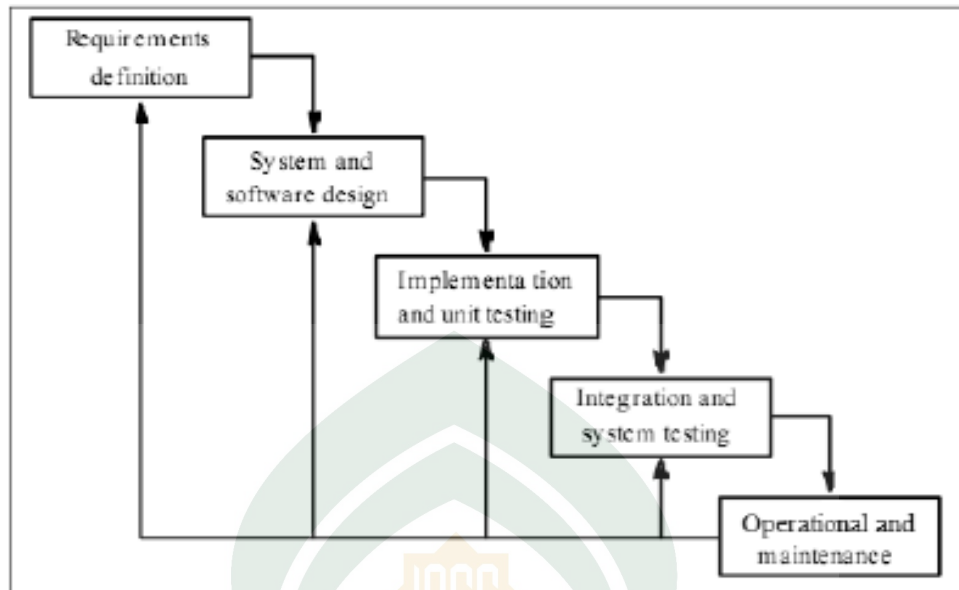 Requirements
definition
System and
software design
Implementation
and unit testing
Integration and
system testing
Operational and
maintenance